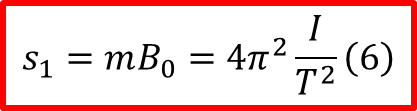 s₁ = mB₀ = 4π² I/T² (6)